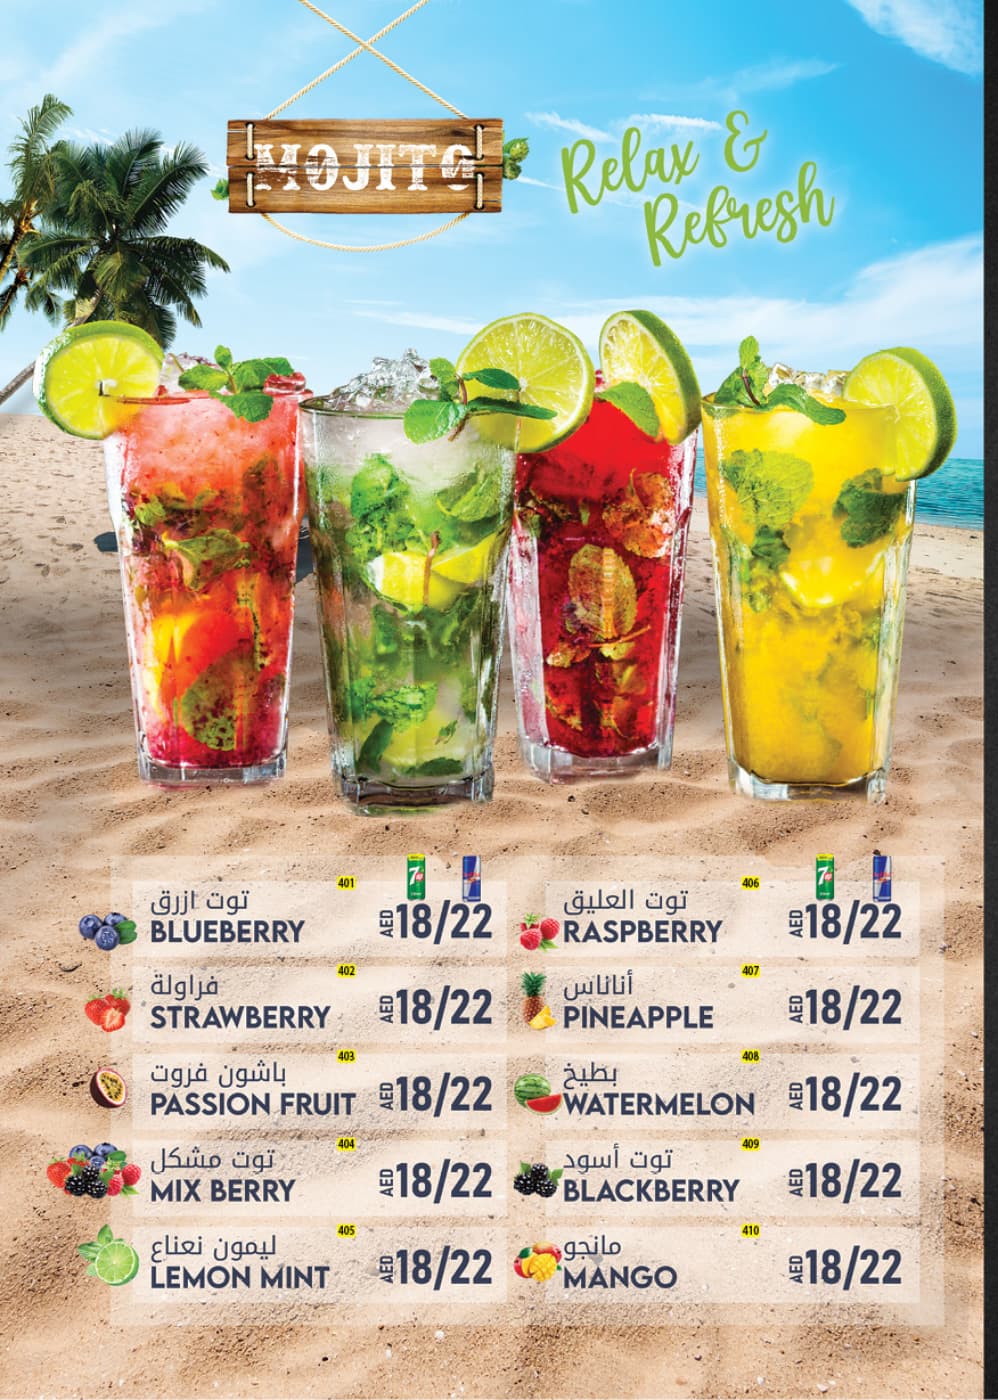 MOJITO
Relax &
Refresh
401
توت ازرق
BLUEBERRY
AED 18/22
402
فراولة
STRAWBERRY
AED 18/22
403
باشون فروت
PASSION FRUIT
AED 18/22
404
توت مشكل
MIX BERRY
AED 18/22
405
ليمون نعناع
LEMON MINT
AED 18/22
406
توت العليق
RASPBERRY
AED 18/22
407
أناناس
PINEAPPLE
AED 18/22
408
بطيخ
WATERMELON
AED 18/22
409
توت أسود
BLACKBERRY
AED 18/22
410
مانجو
MANGO
AED 18/22